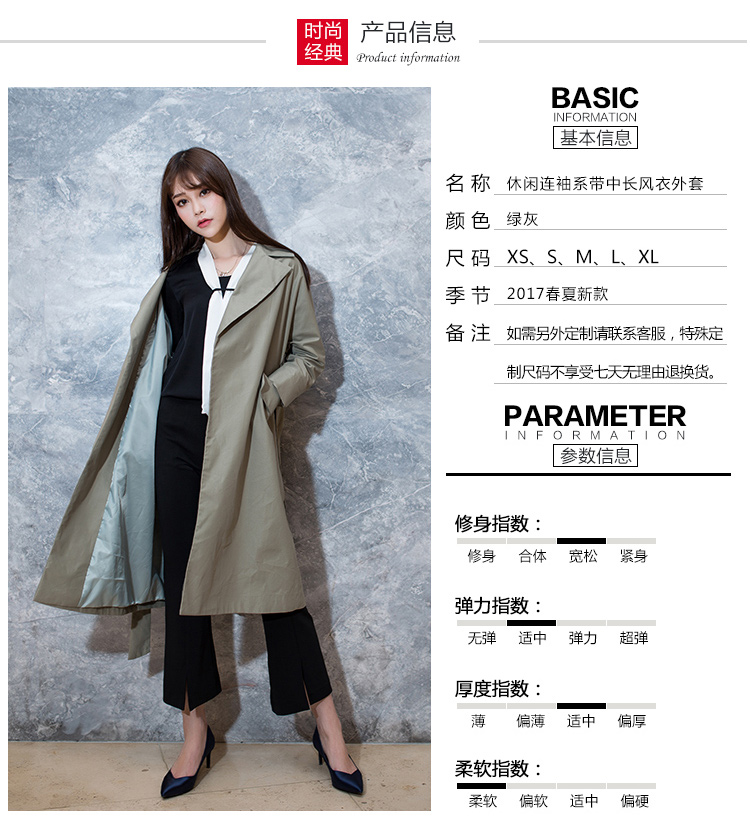 时尚
经典
产品信息
Product information
BASIC
INFORMATION
基本信息
名称 休闲连袖系带中长风衣外套
颜色 绿灰
尺码 XS、S、M、L、XL
季节 2017春夏新款
备注 如需另外定制请联系客服，特殊定
制尺码不享受七天无理由退换货。
PARAMETER
INFORMATION
参数信息
修身指数：
修身 合体 宽松 紧身
弹力指数：
无弹 适中 弹力 超弹
厚度指数：
薄 偏薄 适中 偏厚
柔软指数：
柔软 偏软 适中 偏硬